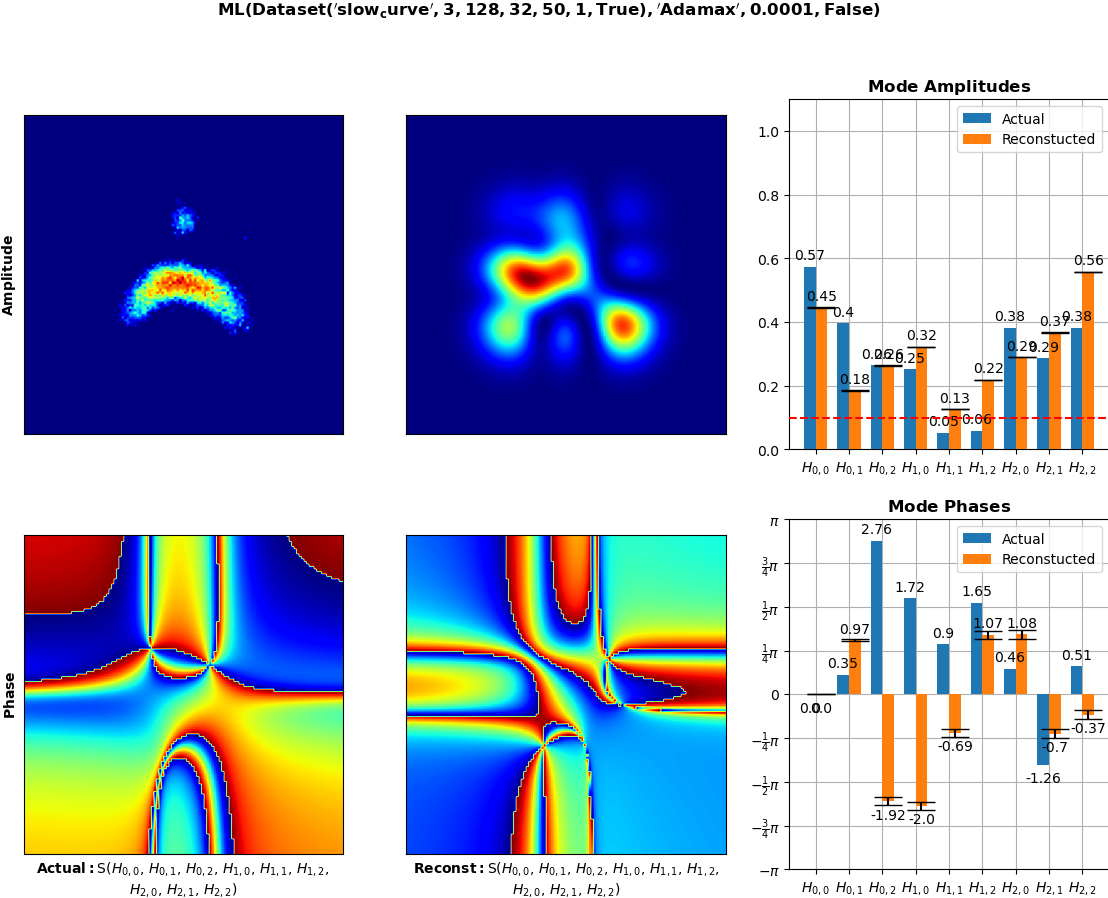 ML(Dataset('slow_curve', 3, 128, 32, 50, 1, True), 'Adamax', 0.0001, False)
Amplitude
Mode Amplitudes
Actual
Reconstucted
1.0
0.8
0.6
0.4
0.2
0.0
0.57
0.45
0.4
0.18
0.26
0.26
0.25
0.32
0.05
0.13
0.06
0.22
0.38
0.29
0.29
0.37
0.38
0.56
H0,0 H0,1 H0,2 H1,0 H1,1 H1,2 H2,0 H2,1 H2,2
Phase
Mode Phases
Actual
Reconstucted
π
3/4π
1/2π
1/4π
0
−1/4π
−1/2π
−3/4π
−π
0.0
0.0
0.35
0.97
2.76
-1.92
1.72
-2.0
0.9
-0.69
1.65
1.07
0.46
1.08
-1.26
-0.7
0.51
-0.37
H0,0 H0,1 H0,2 H1,0 H1,1 H1,2 H2,0 H2,1 H2,2
Actual: S(H0,0, H0,1, H0,2, H1,0, H1,1, H1,2,
H2,0, H2,1, H2,2)
Reconst: S(H0,0, H0,1, H0,2, H1,0, H1,1, H1,2,
H2,0, H2,1, H2,2)